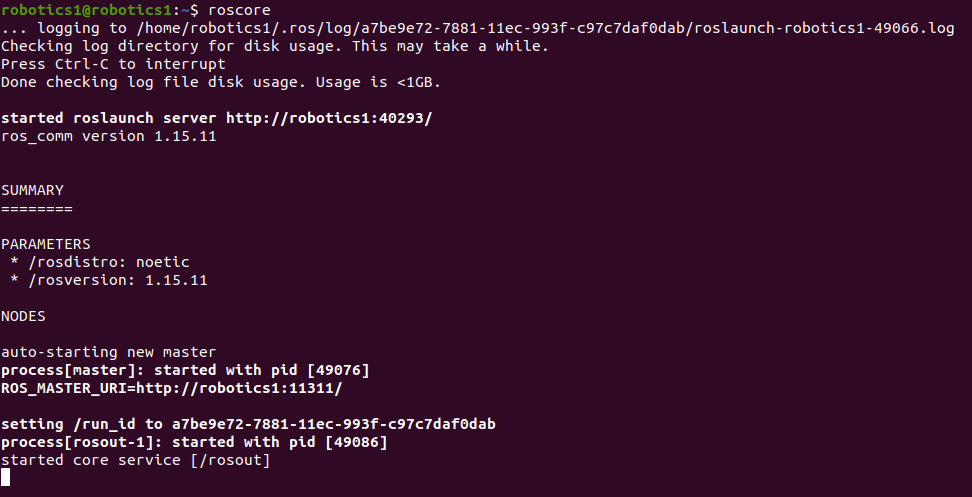 robotics1@robotics1:~$ roscore
... logging to /home/robotics1/.ros/log/a7be9e72-7881-11ec-993f-c97c7daf0dab/roslaunch-robotics1-49066.log
Checking log directory for disk usage. This may take a while.
Press Ctrl-C to interrupt
Done checking log file disk usage. Usage is <1GB.

started roslaunch server http://robotics1:40293/
ros_comm version 1.15.11


SUMMARY
========

PARAMETERS
 * /rosdistro: noetic
 * /rosversion: 1.15.11

NODES

auto-starting new master
process[master]: started with pid [49076]
ROS_MASTER_URI=http://robotics1:11311/

setting /run_id to a7be9e72-7881-11ec-993f-c97c7daf0dab
process[rosout-1]: started with pid [49086]
started core service [/rosout]